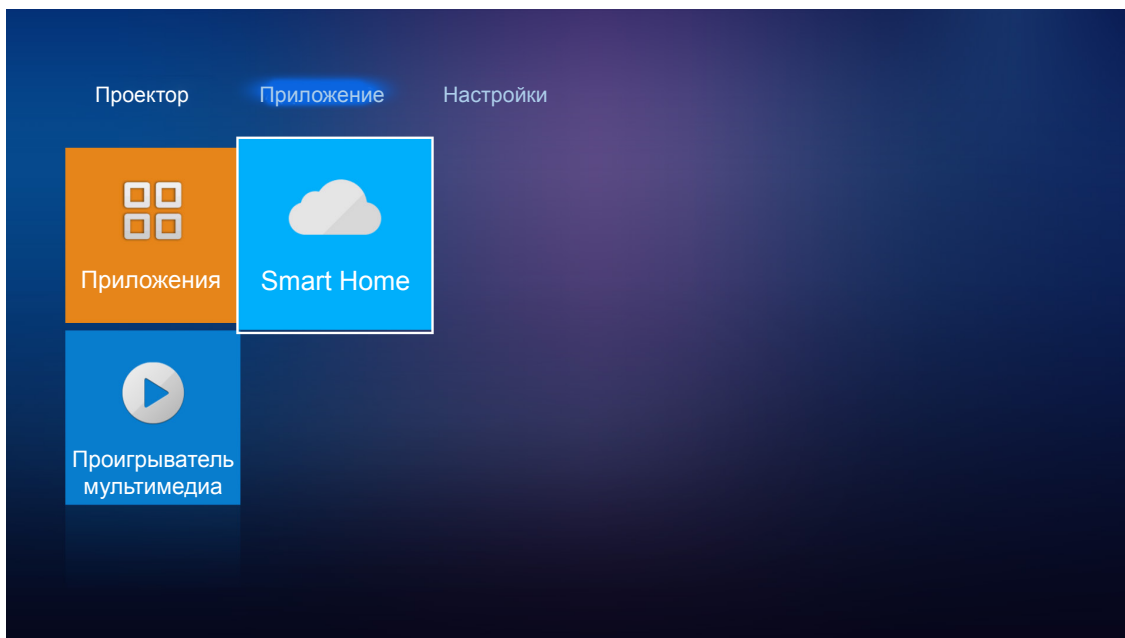 Проектор Приложение Настройки
Приложения Smart Home
Проигрыватель
мультимедиа